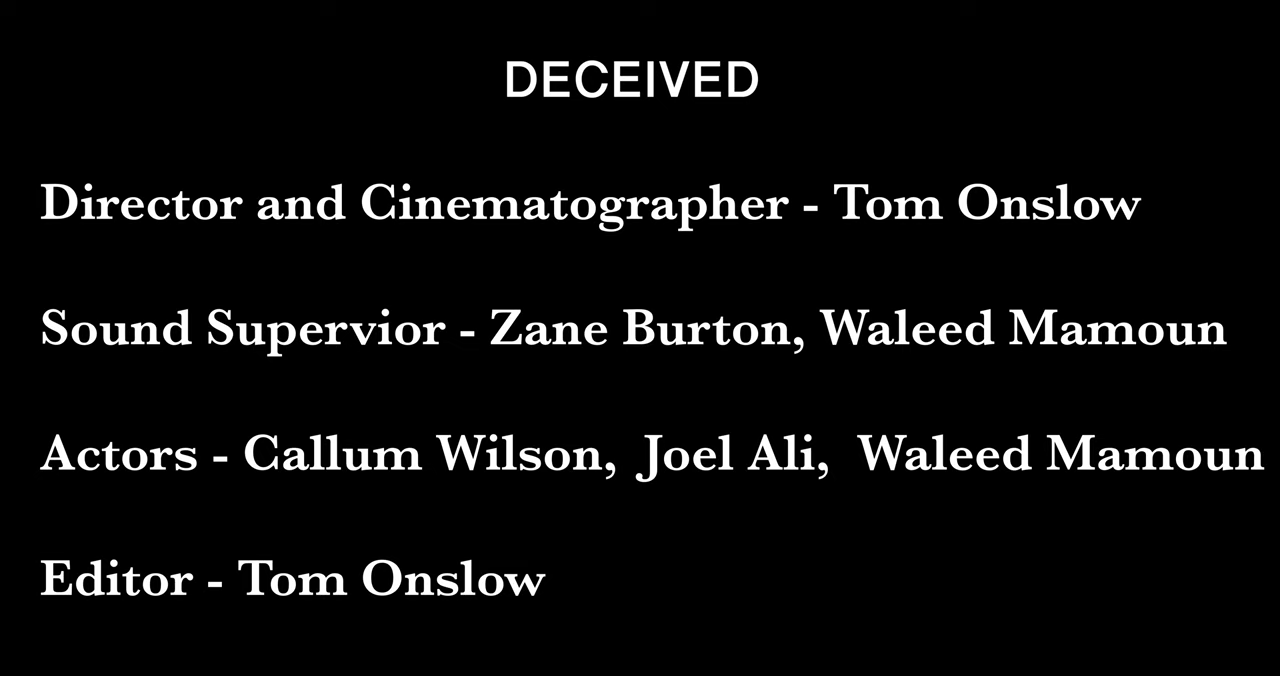 DECEIVED
Director and Cinematographer - Tom Onslow
Sound Supervior - Zane Burton, Waleed Mamoun
Actors - Callum Wilson, Joel Ali, Waleed Mamoun
Editor - Tom Onslow